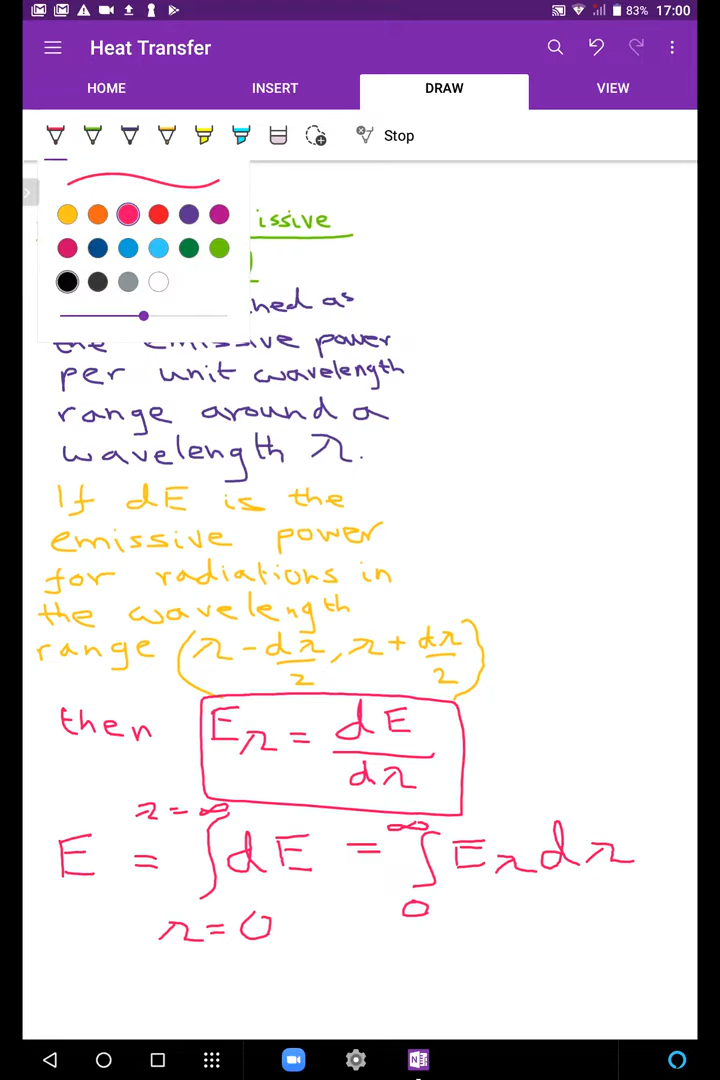 83% 17:00
Heat Transfer
HOME INSERT DRAW VIEW
Stop
issive
)
hed as
the emissive power
per unit wavelength
range around a
wavelength λ.
If dE is the
emissive power
for radiations in
the wavelength
range (λ - dλ/2, λ + dλ/2)
then Eλ = dE/dλ
λ = ∞ ∞
E = ∫ dE = ∫ Eλ dλ
λ = 0 0